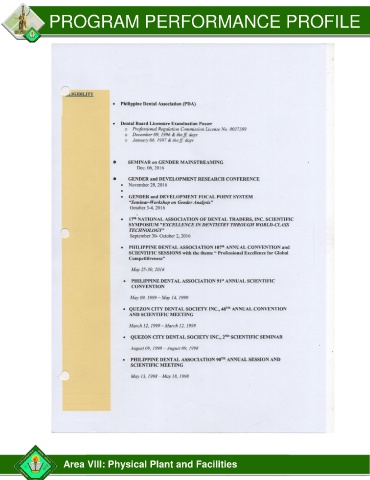 PROGRAM PERFORMANCE PROFILE
ELIGIBILITY
• Philippine Dental Association (PDA)
• Dental Board Licensure Examination Passer
o Professional Regulation Commission License No.
o December 09, 1996 & the ff. days
o January 08, 1997 & the ff. days
• SEMINAR on GENDER MAINSTREAMING
Dec. 06, 2016
• GENDER and DEVELOPMENT RESEARCH CONFERENCE
• November 29, 2016
•
• GENDER and DEVELOPMENT FOCAL POINT SYSTEM
"Seminar-Workshop on Gender Analysis"
October 3-4, 2016
• 17TH NATIONAL ASSOCIATION OF DENTAL TRADERS, INC. SCIENTIFIC
SYMPOSIUM "EXCELLENCE IN DENTISTRY THROUGH WORLD-CLASS
TECHNOLOGY"
September 30- October 2, 2016
• PHILIPPINE DENTAL ASSOCIATION 107TH ANNUAL CONVENTION and
SCIENTIFIC SESSIONS with the theme " Professional Excellence for Global
Competitiveness"
May 25-30, 2016
• PHILIPPINE DENTAL ASSOCIATION 91st ANNUAL SCIENTIFIC
CONVENTION
May 09, 1999 – May 14, 1999
• QUEZON CITY DENTAL SOCIETY INC., 40TH ANNUAL CONVENTION
AND SCIENTIFIC MEETING
March 12, 1999 – March 12, 1999
• QUEZON CITY DENTAL SOCIETY INC., 2ND SCIENTIFIC SEMINAR
August 09, 1998 – August 09, 1998
• PHILIPPINE DENTAL ASSOCIATION 90TH ANNUAL SESSION AND
SCIENTIFIC MEETING
May 13, 1998 – May 18, 1998
Area VIII: Physical Plant and Facilities